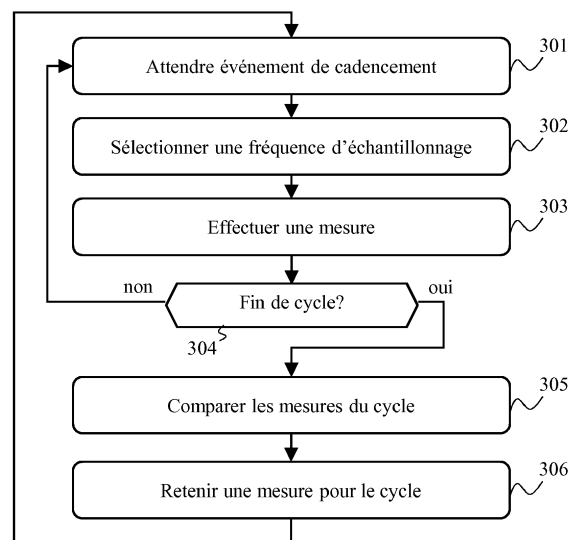 301
Attendre événement de cadencement
302
Sélectionner une fréquence d'échantillonnage
303
Effectuer une mesure
non
Fin de cycle?
oui
304
305
Comparer les mesures du cycle
306
Retenir une mesure pour le cycle